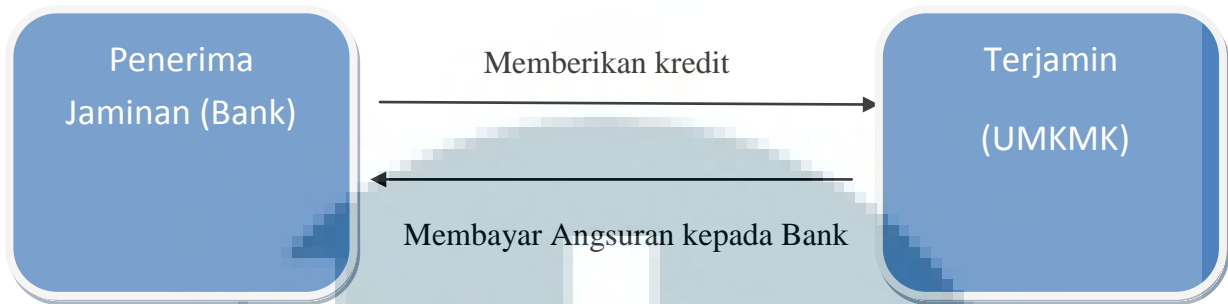 Penerima
Jaminan (Bank)
Memberikan kredit
Terjamin
(UMKMK)
Membayar Angsuran kepada Bank